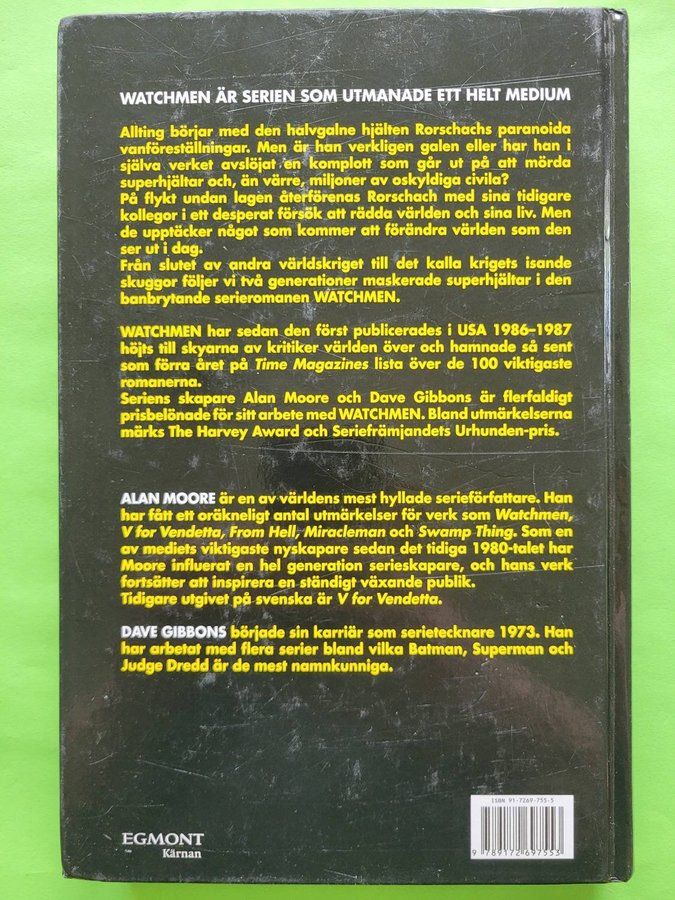 WATCHMEN ÄR SERIEN SOM UTMANADE ETT HELT MEDIUM
Allting börjar med den halvgalne hjälten Rorschachs paranoida
vanföreställningar. Men är han verkligen galen eller har han i
själva verket avslöjat en komplott som går ut på att mörda
superhjältar och, än värre, miljoner av oskyldiga civila?
På flykt undan lagen återförenas Rorschach med sina tidigare
kollegor i ett desperat försök att rädda världen och sina liv. Men
de upptäcker något som kommer att förändra världen som den
ser ut i dag.
Från slutet av andra världskriget till det kalla krigets isande
skuggor följer vi två generationer maskerade superhjältar i den
banbrytande serieromanen WATCHMEN.
WATCHMEN har sedan den först publicerades i USA 1986–1987
höjts till skyarna av kritiker världen över och hamnade så sent
som förra året på Time Magazines lista över de 100 viktigaste
romanerna.
Seriens skapare Alan Moore och Dave Gibbons är flerfaldigt
prisbelönade för sitt arbete med WATCHMEN. Bland utmärkelserna
märks The Harvey Award och Seriefrämjandets Urhunden-pris.
ALAN MOORE är en av världens mest hyllade serieförfattare. Han
har fått ett oräkneligt antal utmärkelser för verk som Watchmen,
V for Vendetta, From Hell, Miracleman och Swamp Thing. Som en
av mediets viktigaste nyskapare sedan det tidiga 1980-talet har
Moore influerat en hel generation serieskapare, och hans verk
fortsätter att inspirera en ständigt växande publik.
Tidigare utgivet på svenska är V for Vendetta.
DAVE GIBBONS började sin karriär som serietecknare 1973. Han
har arbetat med flera serier bland vilka Batman, Superman och
Judge Dredd är de mest namnkunniga.
ISBN 91-7269-755-5
9 789172 697553
EGMONT
Kärnan